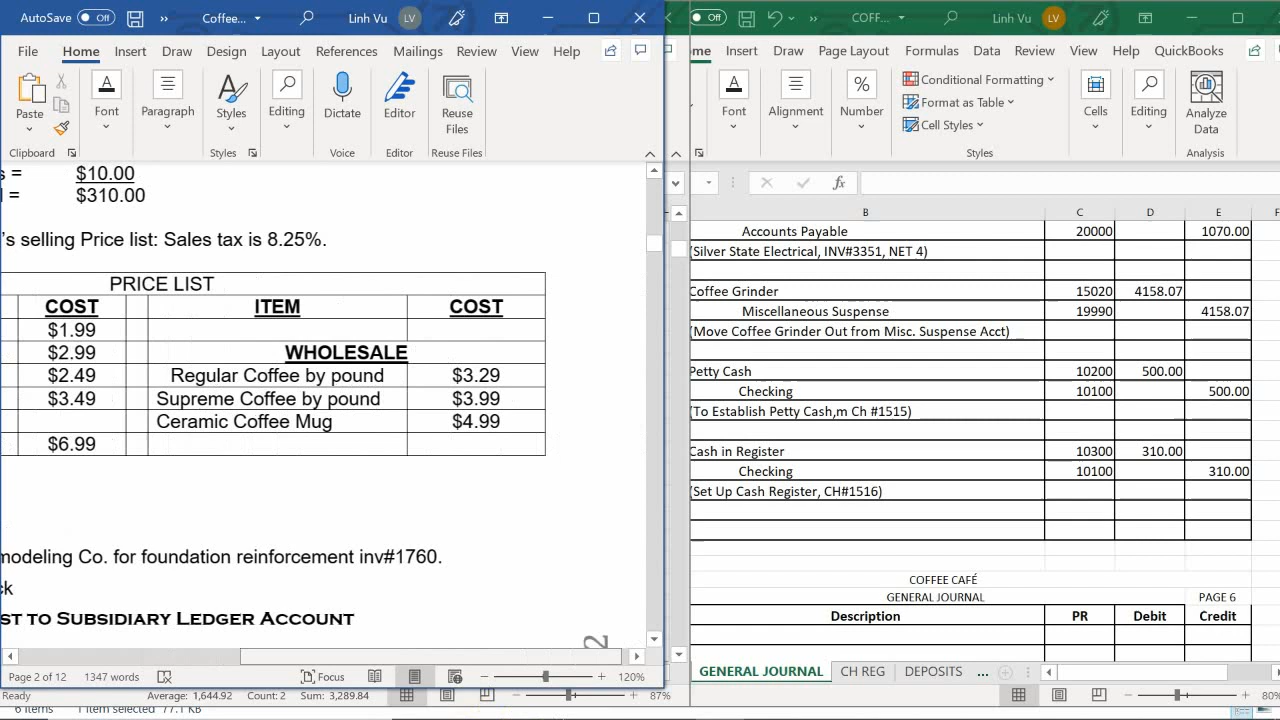 AutoSave Off Coffee... Linh Vu LV
File Home Insert Draw Design Layout References Mailings Review View Help
Paste Font Paragraph Styles Editing Dictate Editor Reuse Files
Clipboard Styles Voice Editor Reuse Files
s = $10.00
l = $310.00
's selling Price list: Sales tax is 8.25%.
PRICE LIST
COST ITEM COST
$1.99
$2.99 WHOLESALE
$2.49 Regular Coffee by pound $3.29
$3.49 Supreme Coffee by pound $3.99
Ceramic Coffee Mug $4.99
$6.99
modeling Co. for foundation reinforcement inv#1760.
ck
ST TO SUBSIDIARY LEDGER ACCOUNT
2
Page 2 of 12 1347 words Focus 120%
Ready Average: 1,644.92 Count: 2 Sum: 3,289.84 87%
6 items 1 item selected 77.1 KB
Off COFF... Linh Vu LV
me Insert Draw Page Layout Formulas Data Review View Help QuickBooks
Font Alignment Number Conditional Formatting Format as Table Cell Styles Cells Editing Analyze Data
Styles Analysis
fx
B C D E F
Accounts Payable 20000 1070.00
(Silver State Electrical, INV#3351, NET 4)
Coffee Grinder 15020 4158.07
Miscellaneous Suspense 19990 4158.07
(Move Coffee Grinder Out from Misc. Suspense Acct)
Petty Cash 10200 500.00
Checking 10100 500.00
(To Establish Petty Cash,m Ch #1515)
Cash in Register 10300 310.00
Checking 10100 310.00
(Set Up Cash Register, CH#1516)
COFFEE CAFÉ
GENERAL JOURNAL PAGE 6
Description PR Debit Credit
GENERAL JOURNAL CH REG DEPOSITS ...
80%